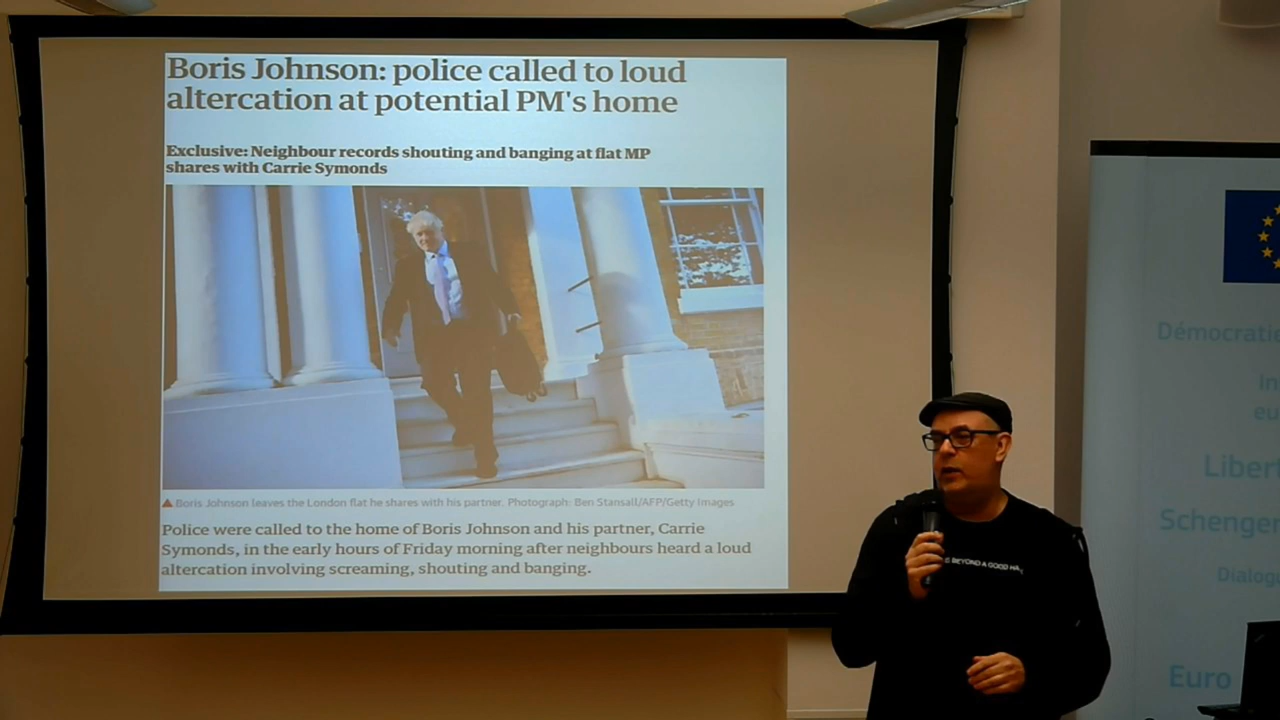 Boris Johnson: police called to loud
altercation at potential PM's home
Exclusive: Neighbour records shouting and banging at flat MP
shares with Carrie Symonds
Boris Johnson leaves the London flat he shares with his partner. Photograph: Ben Stansall/AFP/Getty Images
Police were called to the home of Boris Johnson and his partner, Carrie
Symonds, in the early hours of Friday morning after neighbours heard a loud
altercation involving screaming, shouting and banging.
BEYOND A GOOD
Démocratie
Schengen
Euro